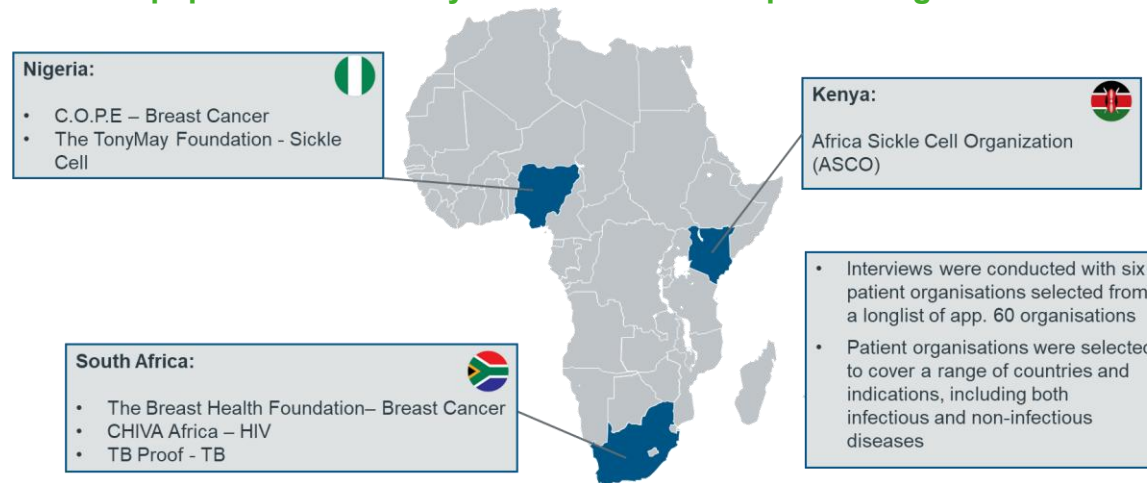 Nigeria:
• C.O.P.E – Breast Cancer
• The TonyMay Foundation - Sickle
Cell
Kenya:
Africa Sickle Cell Organization
(ASCO)
• Interviews were conducted with six
patient organisations selected from
a longlist of app. 60 organisations
• Patient organisations were selected
to cover a range of countries and
indications, including both
infectious and non-infectious
diseases
South Africa:
• The Breast Health Foundation– Breast Cancer
• CHIVA Africa – HIV
• TB Proof - TB